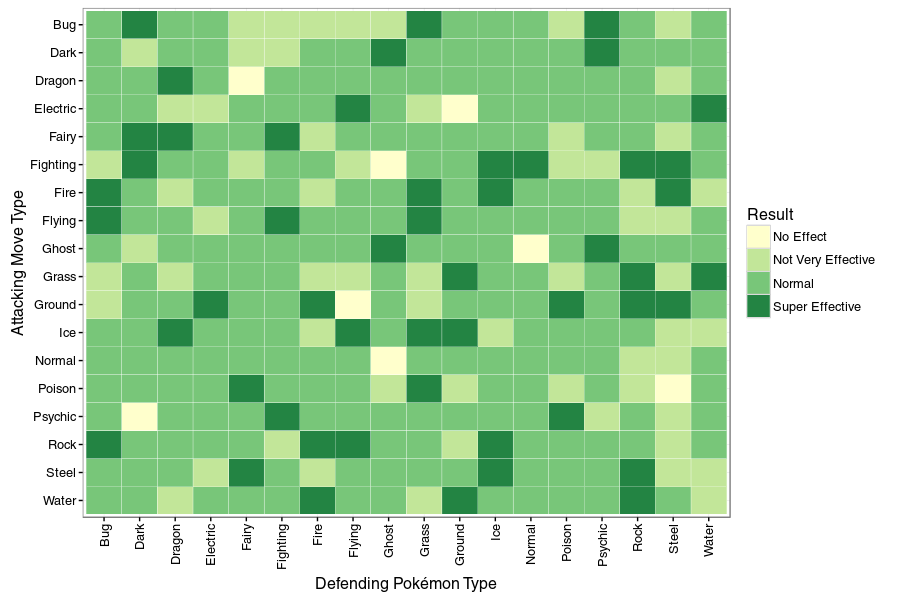 Attacking Move Type
Bug
Dark
Dragon
Electric
Fairy
Fighting
Fire
Flying
Ghost
Grass
Ground
Ice
Normal
Poison
Psychic
Rock
Steel
Water
Bug
Dark
Dragon
Electric
Fairy
Fighting
Fire
Flying
Ghost
Grass
Ground
Ice
Normal
Poison
Psychic
Rock
Steel
Water
Defending Pokémon Type
Result
No Effect
Not Very Effective
Normal
Super Effective